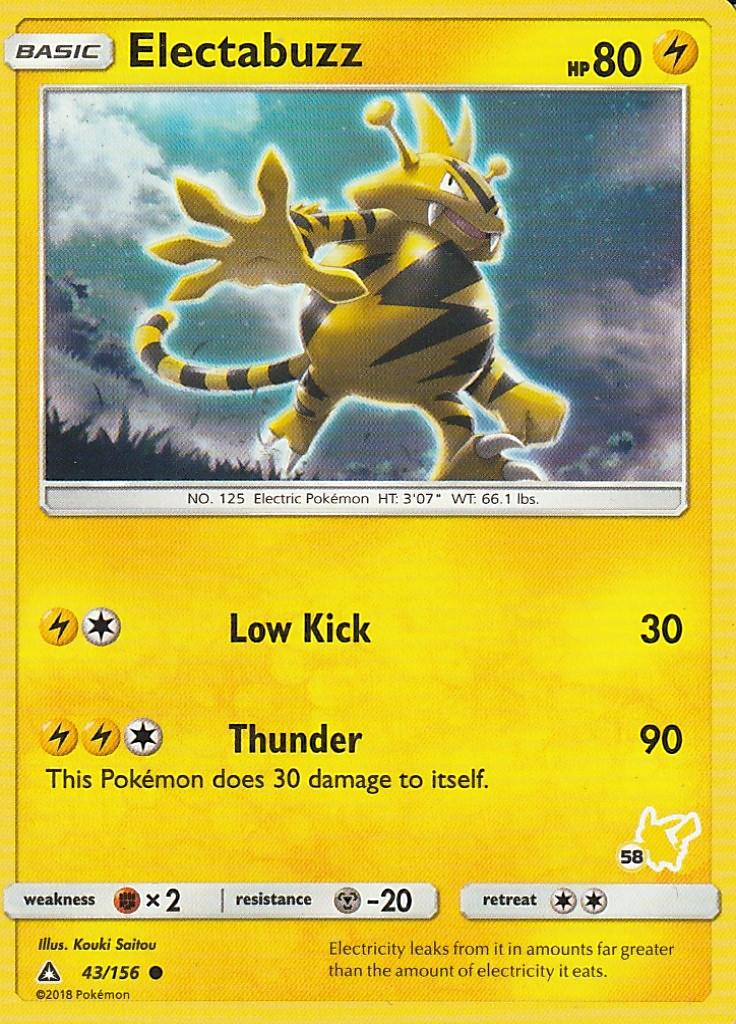 BASIC Electabuzz HP 80
NO. 125 Electric Pokémon HT: 3'07" WT: 66.1 lbs.
Low Kick 30
Thunder 90
This Pokémon does 30 damage to itself.
58
weakness ×2 resistance -20 retreat
Illus. Kouki Saitou
43/156
©2018 Pokémon
Electricity leaks from it in amounts far greater
than the amount of electricity it eats.